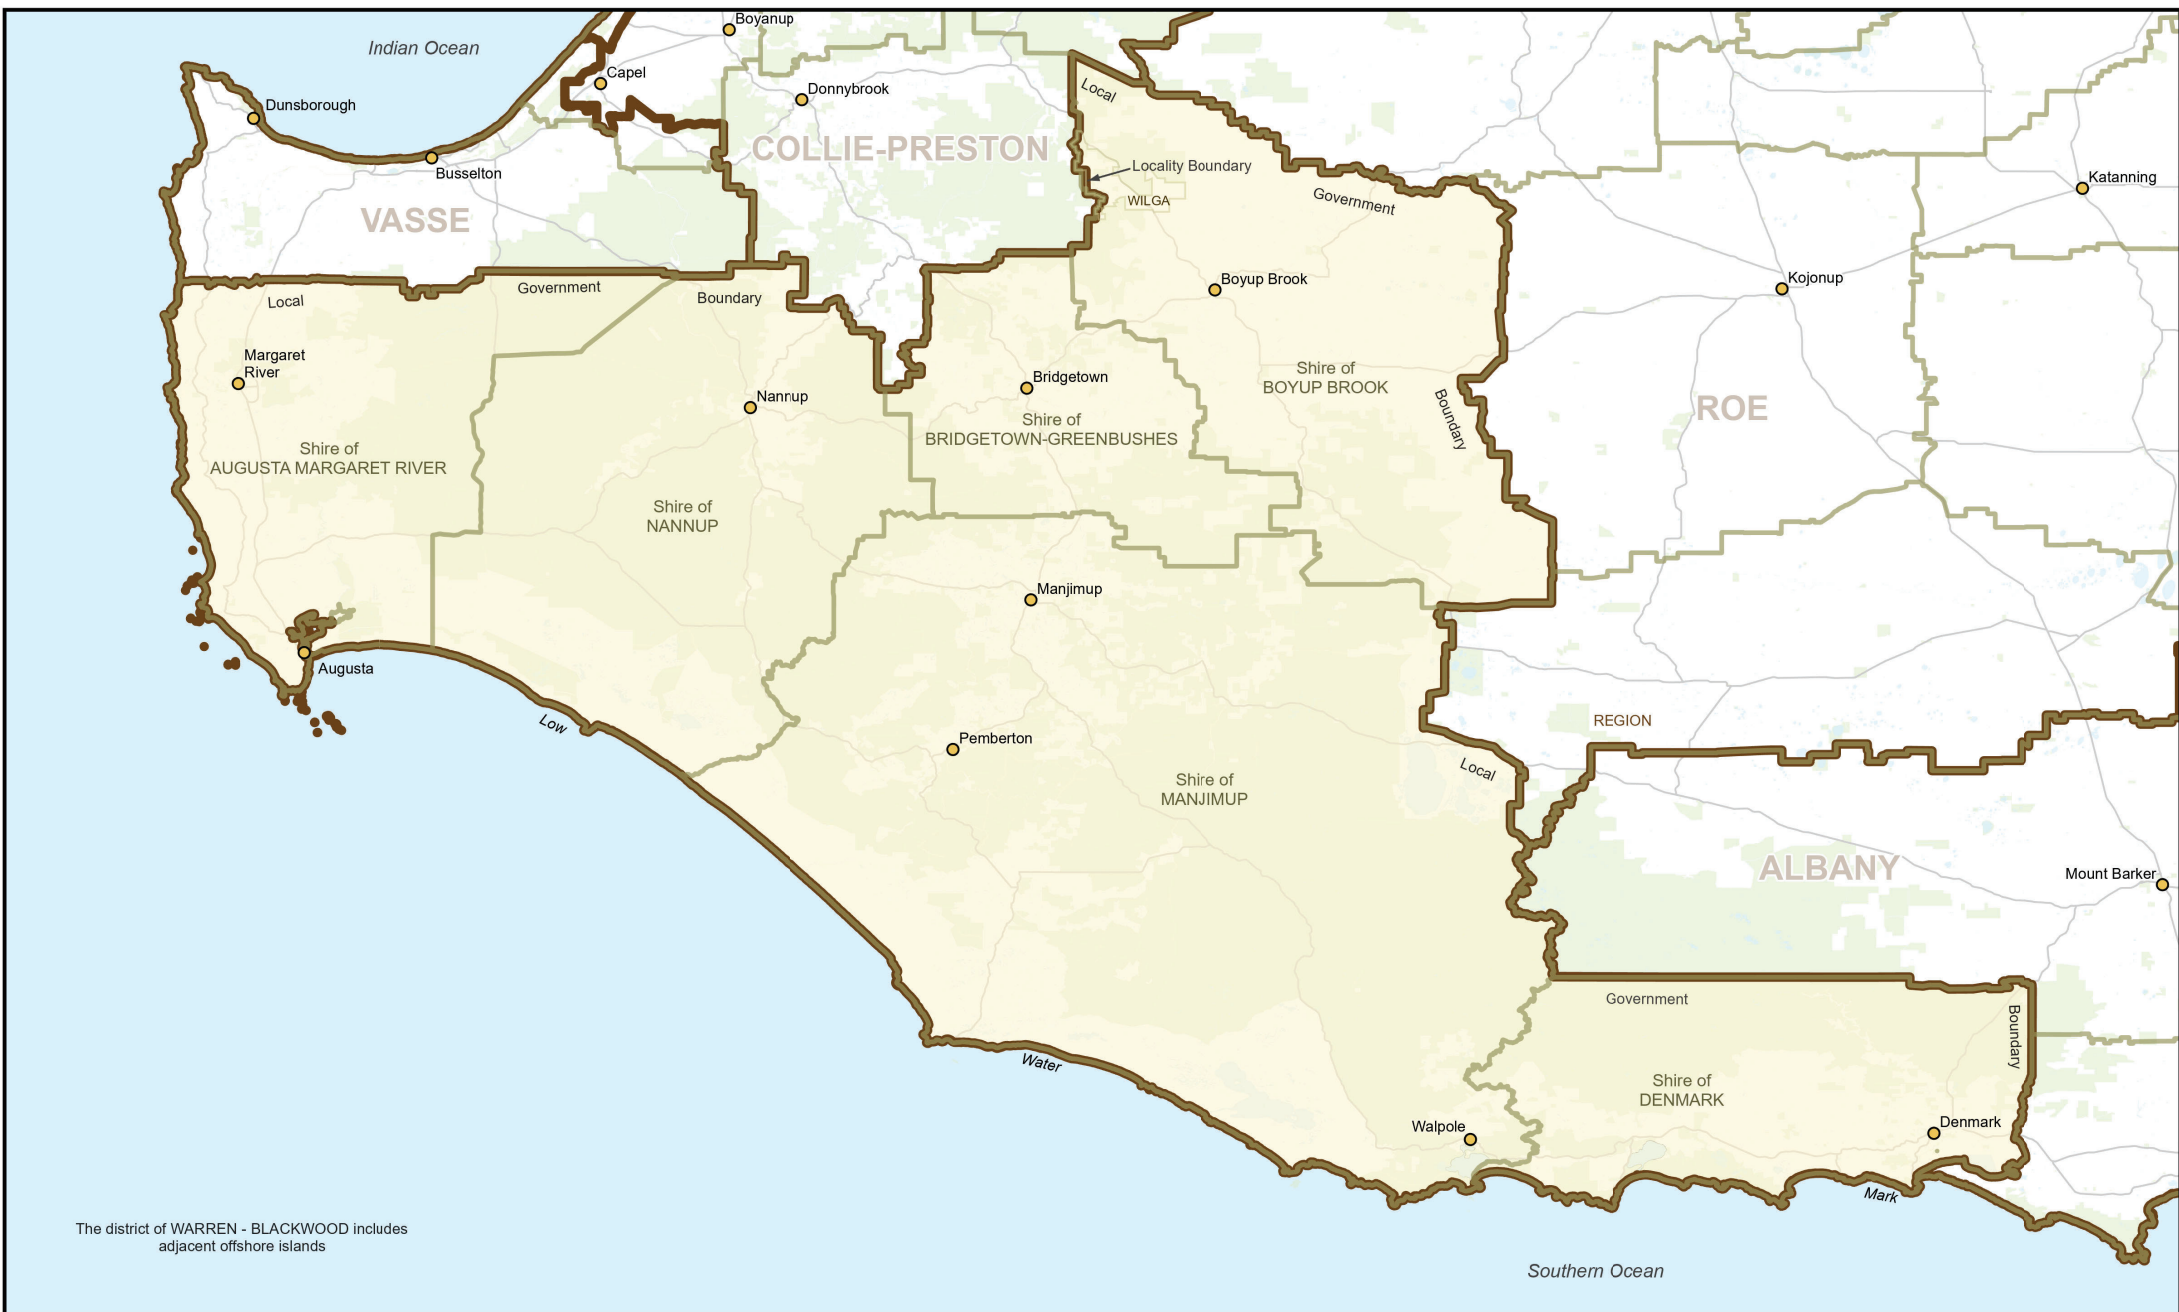 Boyanup
Indian Ocean
Capel
Donnybrook
Local
Dunsborough
COLLIE-PRESTON
Locality Boundary
Busselton
Katanning
WILGA
Government
VASSE
Boyup Brook
Kojonup
Local
Government
Boundary
Margaret
River
Bridgetown
Shire of
BOYUP BROOK
Nannup
Boundary
ROE
Shire of
BRIDGETOWN-GREENBUSHES
Shire of
AUGUSTA MARGARET RIVER
Shire of
NANNUP
Manjimup
Augusta
Low
REGION
Pemberton
Local
Shire of
MANJIMUP
ALBANY
Mount Barker
Government
Boundary
Water
Shire of
DENMARK
Walpole
Denmark
Mark
The district of WARREN - BLACKWOOD includes
adjacent offshore islands
Southern Ocean